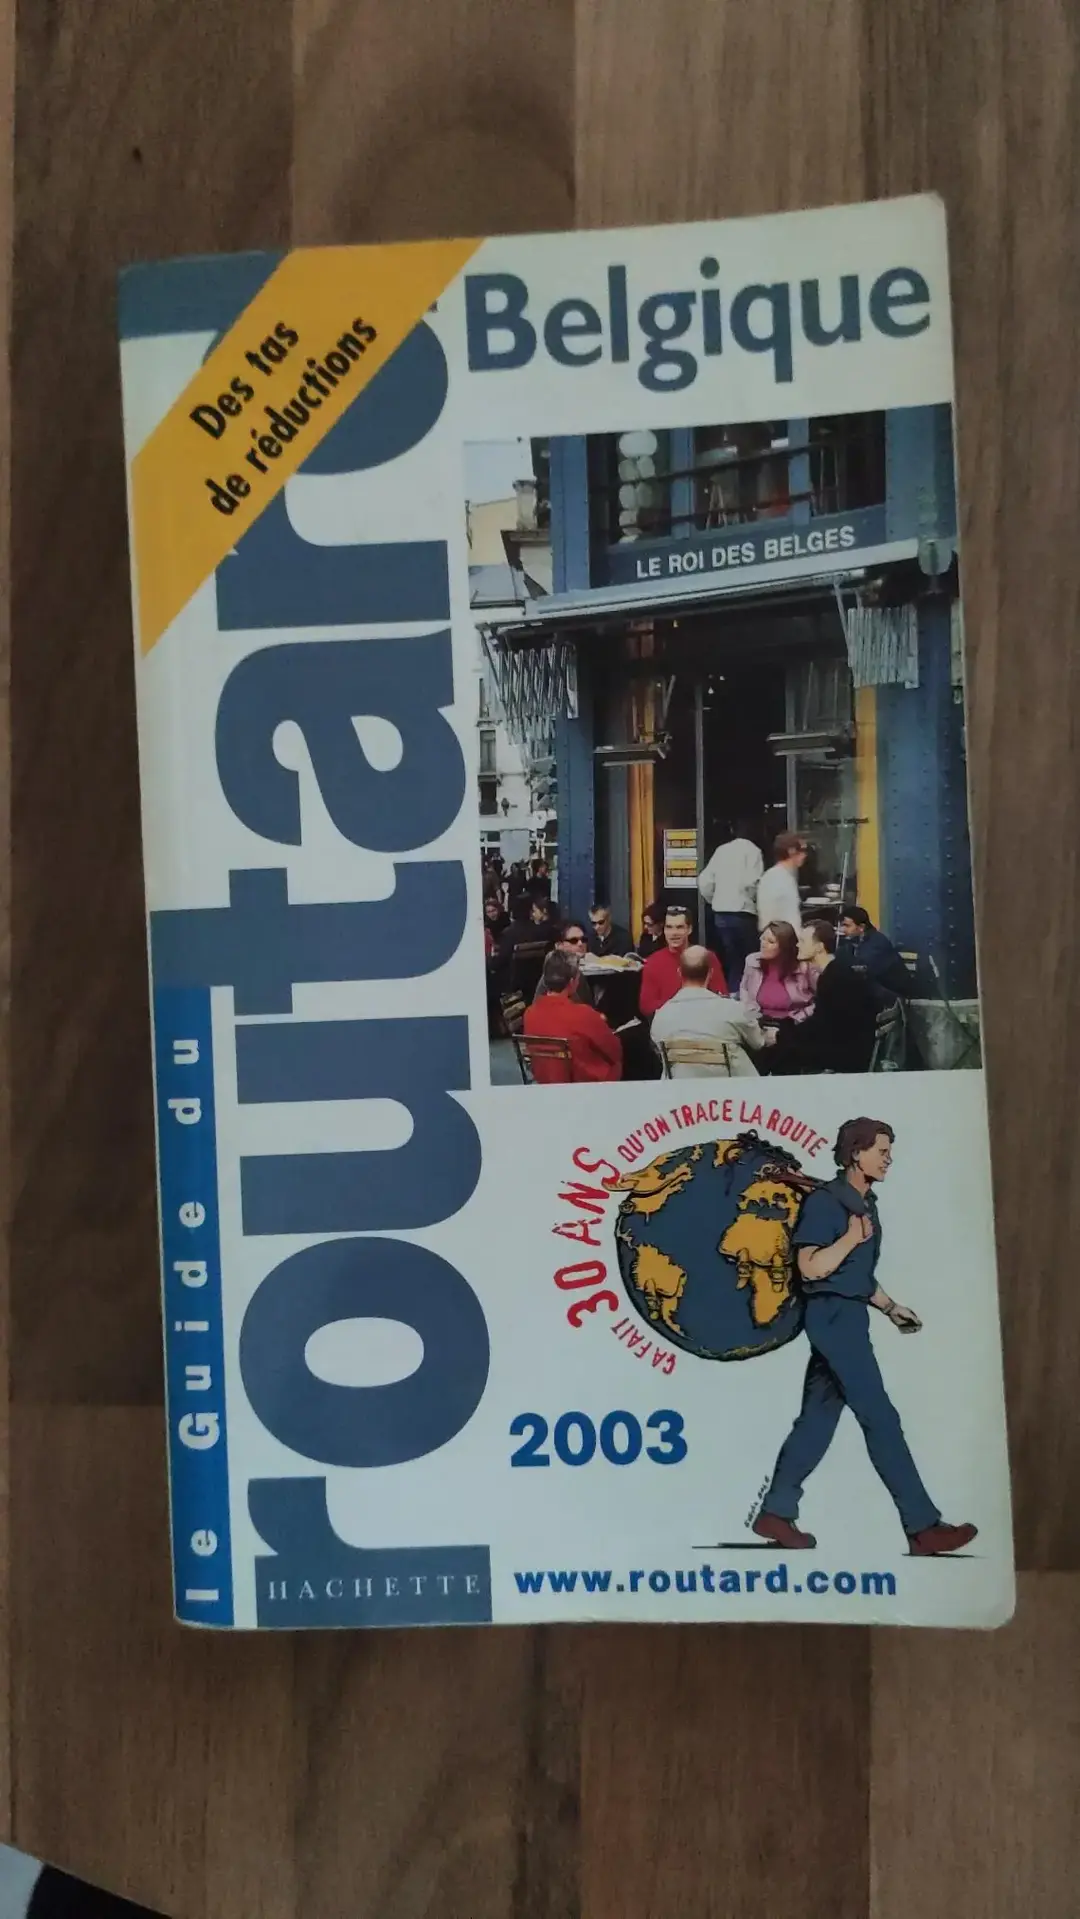 Des tas
de réductions
Belgique
LE ROI DES BELGES
le Guide du
routard
ÇA FAIT 30 ANS QU'ON TRACE LA ROUTE
2003
HACHETTE
www.routard.com